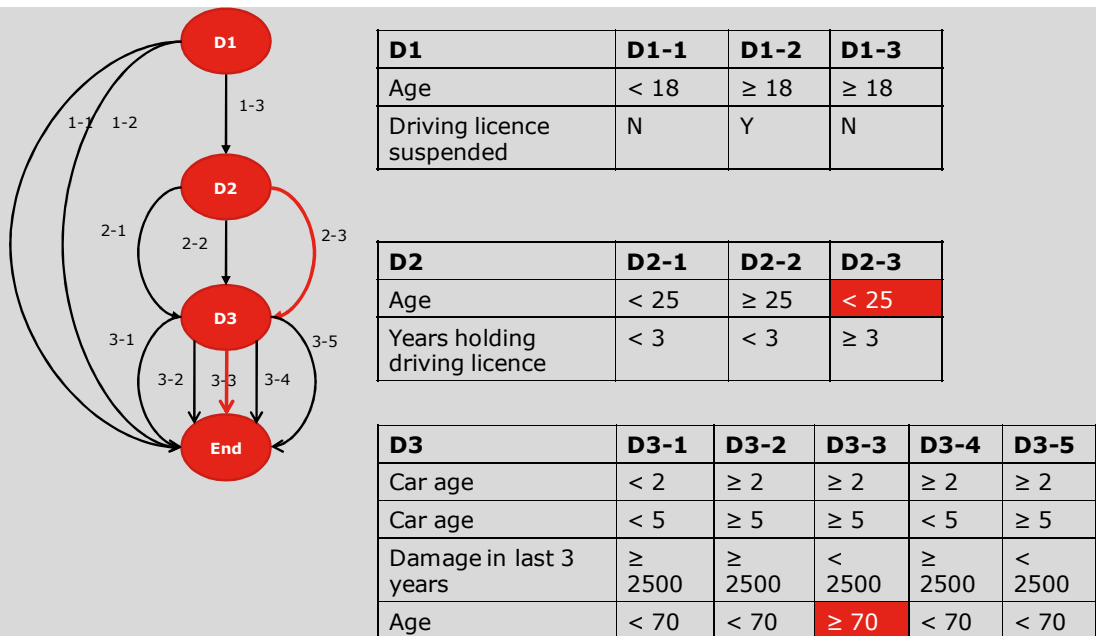 D1
1-1 1-2
1-3
D2
2-1
2-2
2-3
D3
3-1
3-5
3-2
3-3
3-4
End
D1 D1-1 D1-2 D1-3
Age < 18 ≥ 18 ≥ 18
Driving licence
suspended N Y N
D2 D2-1 D2-2 D2-3
Age < 25 ≥ 25 < 25
Years holding
driving licence < 3 < 3 ≥ 3
D3 D3-1 D3-2 D3-3 D3-4 D3-5
Car age < 2 ≥ 2 ≥ 2 ≥ 2 ≥ 2
Car age < 5 ≥ 5 ≥ 5 < 5 ≥ 5
Damage in last 3 ≥ ≥ < ≥ <
years 2500 2500 2500 2500 2500
Age < 70 < 70 ≥ 70 < 70 < 70